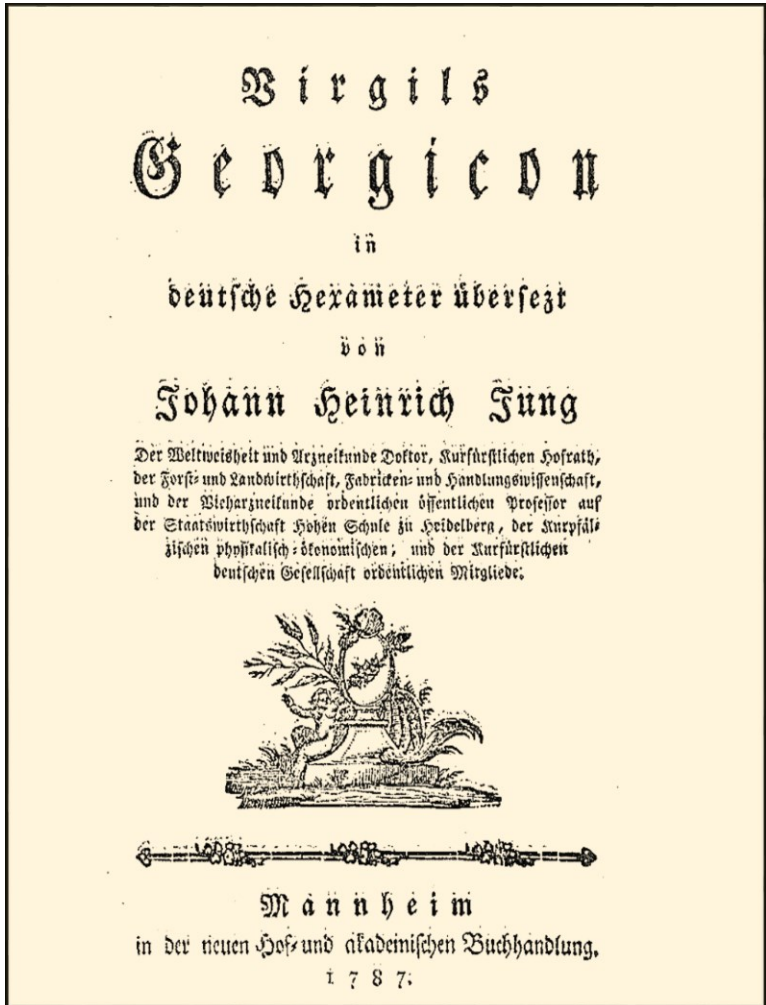 Virgils
Georgicon
in
deutsche Hexameter übersezt
von
Johann Heinrich Jung
Der Weltweisheit und Arzneikunde Doktor, Kurfürstlichen Hofrath,
der Forst- und Landwirthschaft, Fabricken- und Handlungswissenschaft,
und der Vieharzneikunde ordentlichen öffentlichen Professor auf
der Staatswirthschaft Hohen Schule zu Heidelberg, der Kurpfäl-
zischen physikalisch-ökonomischen, und der Kurfürstlichen
deutschen Gesellschaft ordentlichen Mitgliede.
Mannheim
in der neuen Hof- und akademischen Buchhandlung.
1787.